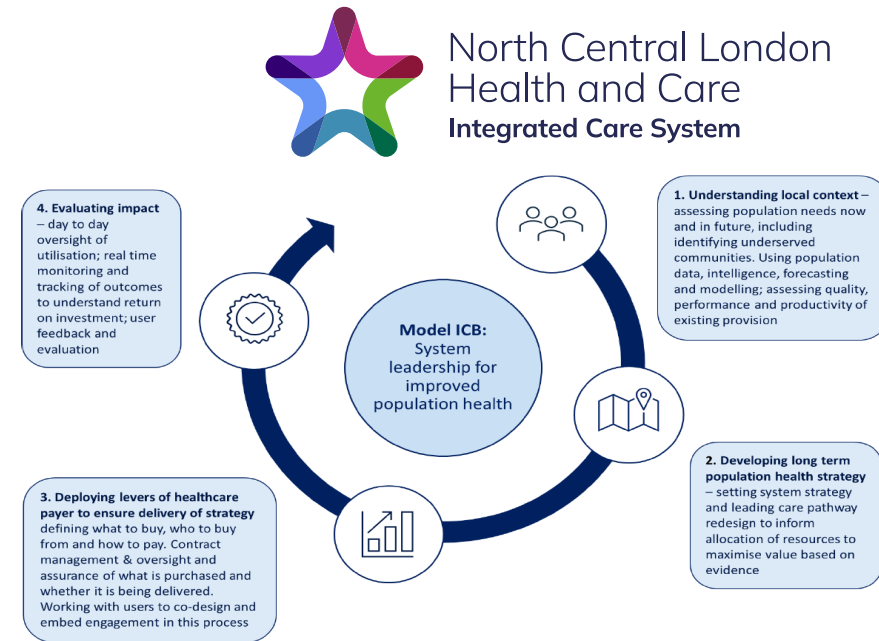 North Central London
Health and Care
Integrated Care System
1. Understanding local context –
assessing population needs now
and in future, including
identifying underserved
communities. Using population
data, intelligence, forecasting
and modelling; assessing quality,
performance and productivity of
existing provision
2. Developing long term
population health strategy
– setting system strategy
and leading care pathway
redesign to inform
allocation of resources to
maximise value based on
evidence
3. Deploying levers of healthcare
payer to ensure delivery of strategy
defining what to buy, who to buy
from and how to pay. Contract
management & oversight and
assurance of what is purchased and
whether it is being delivered.
Working with users to co-design and
embed engagement in this process
4. Evaluating impact
– day to day
oversight of
utilisation; real time
monitoring and
tracking of outcomes
to understand return
on investment; user
feedback and
evaluation
Model ICB:
System
leadership for
improved
population health